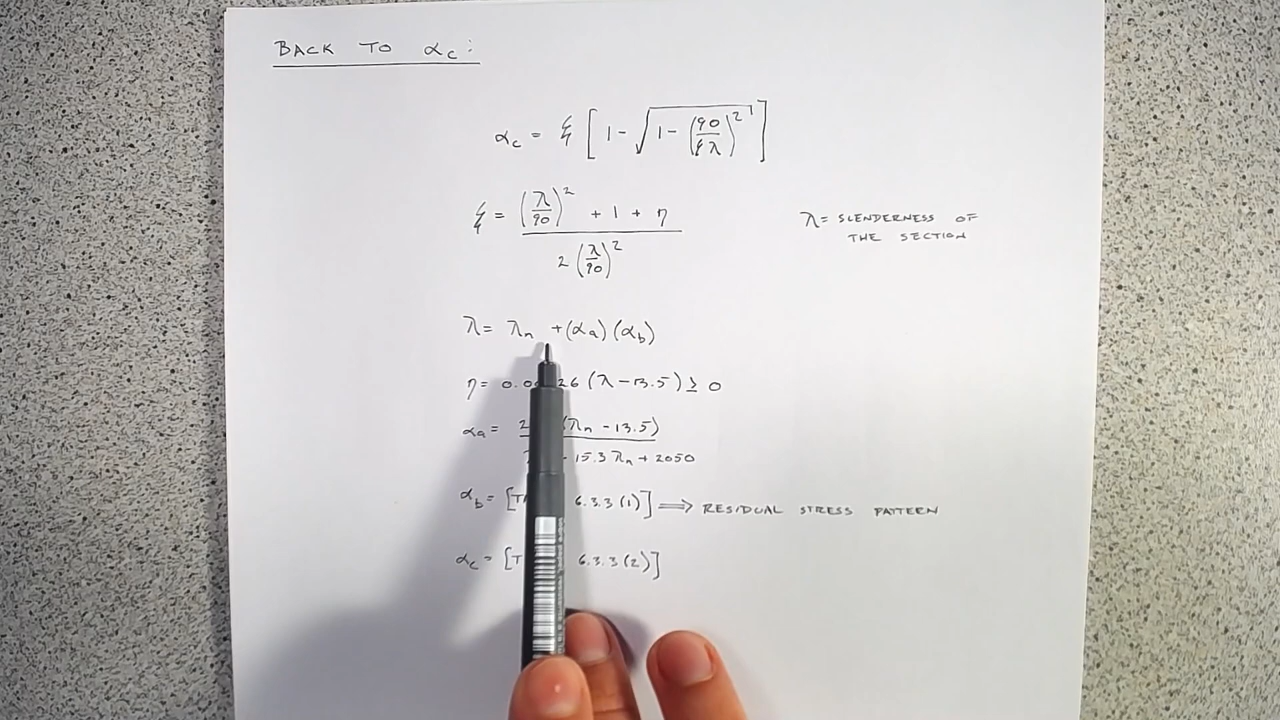 BACK TO αc:
αc = ξ [1 - √(1 - (90/ξλ)²)]
ξ = ((λ/90)² + 1 + η) / (2(λ/90)²)
λ = SLENDERNESS OF
THE SECTION
λ = λn + (αa)(αb)
η = 0.0 26 (λ - 13.5) ≥ 0
αa = 2 (λn - 13.5) / 15.3 λn + 2050
αb = [T 6.3.3 (1)] ⟹ RESIDUAL STRESS PATTERN
αc = [T 6.3.3 (2)]